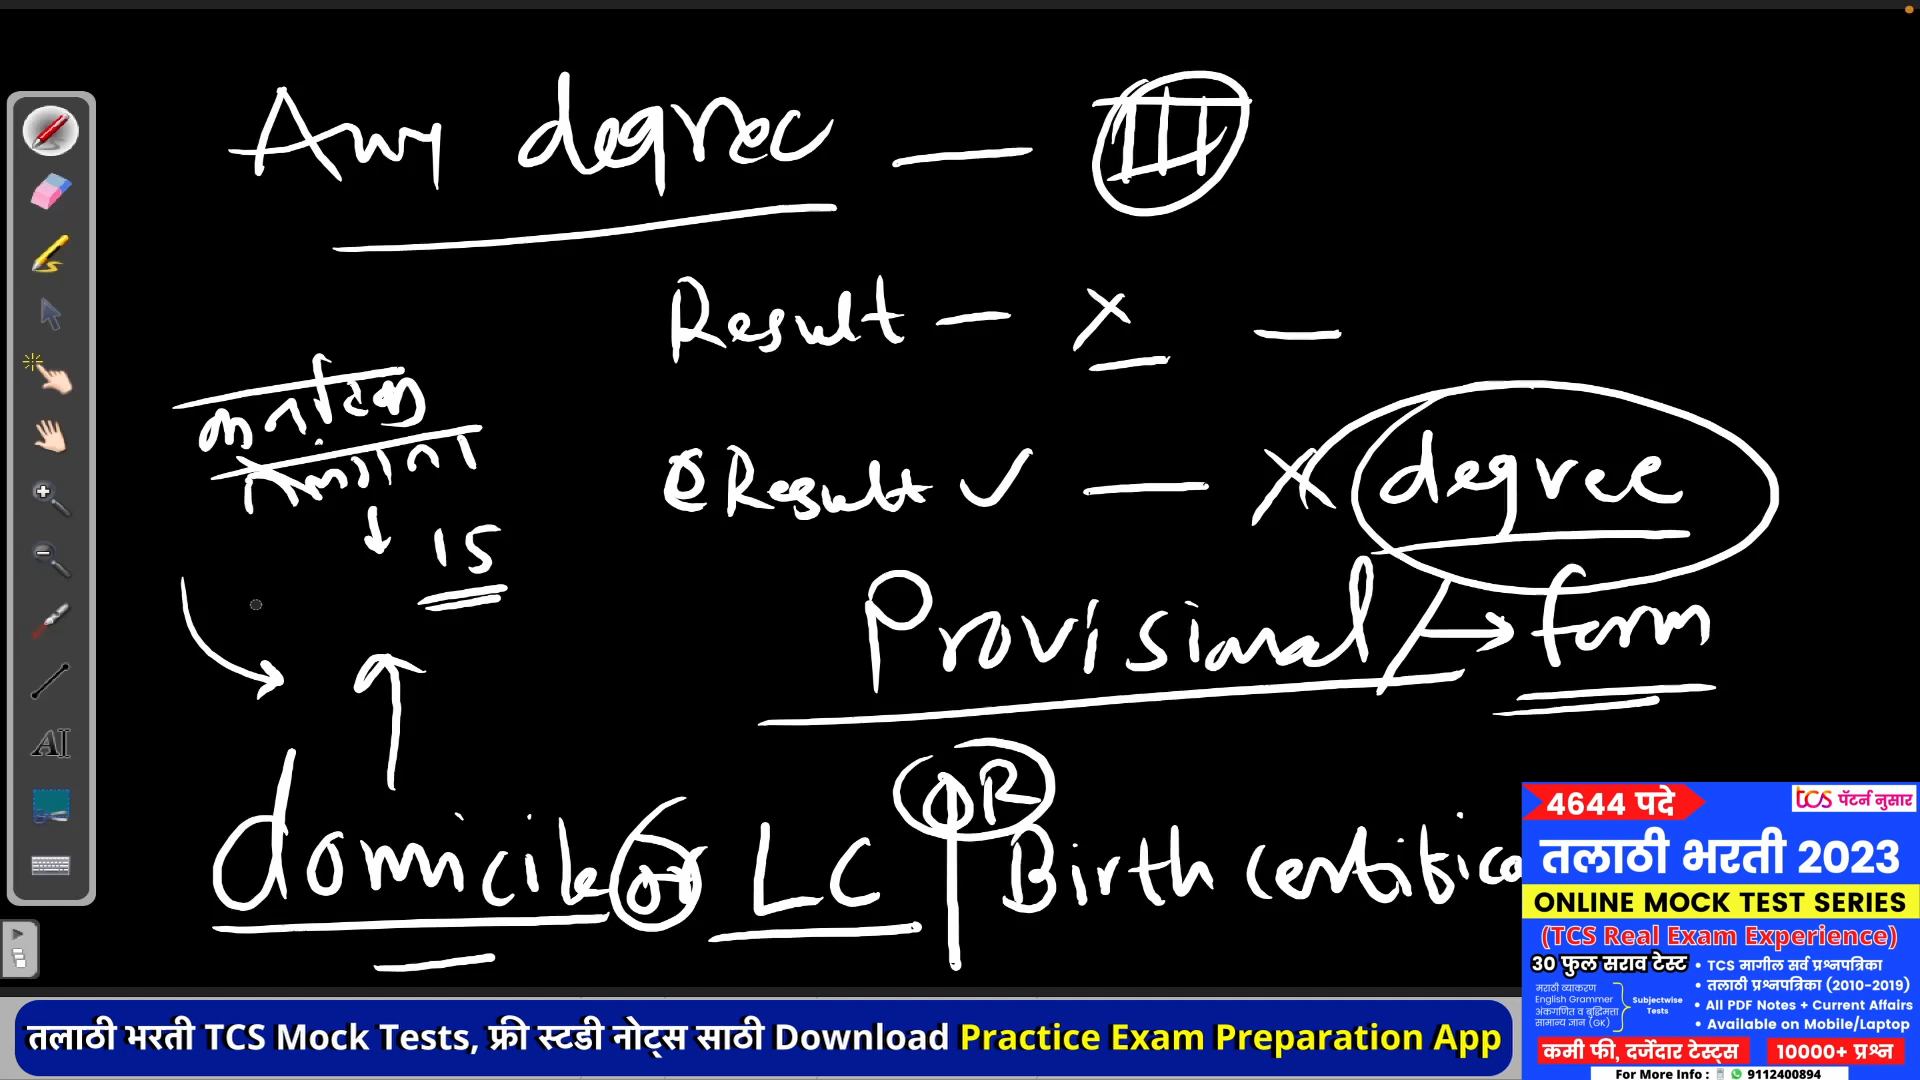 Any degree — III
Result — X —
कर्नाटक
सीमा
15
Result ✓ — X degree
Provisional / → form
OR
domicile or LC Birth certifica
4644 पदे
tcs पॅटर्न नुसार
तलाठी भरती 2023
ONLINE MOCK TEST SERIES
(TCS Real Exam Experience)
30 फुल सराव टेस्ट
मराठी व्याकरण
English Grammer
अंकगणित व बुद्धिमत्ता
सामान्य ज्ञान (GK)
Subjectwise
Tests
• TCS मागील सर्व प्रश्नपत्रिका
• तलाठी प्रश्नपत्रिका (2010-2019)
• All PDF Notes + Current Affairs
• Available on Mobile/Laptop
कमी फी, दर्जेदार टेस्ट्स
10000+ प्रश्न
For More Info : 9112400894
तलाठी भरती TCS Mock Tests, फ्री स्टडी नोट्स साठी Download Practice Exam Preparation App